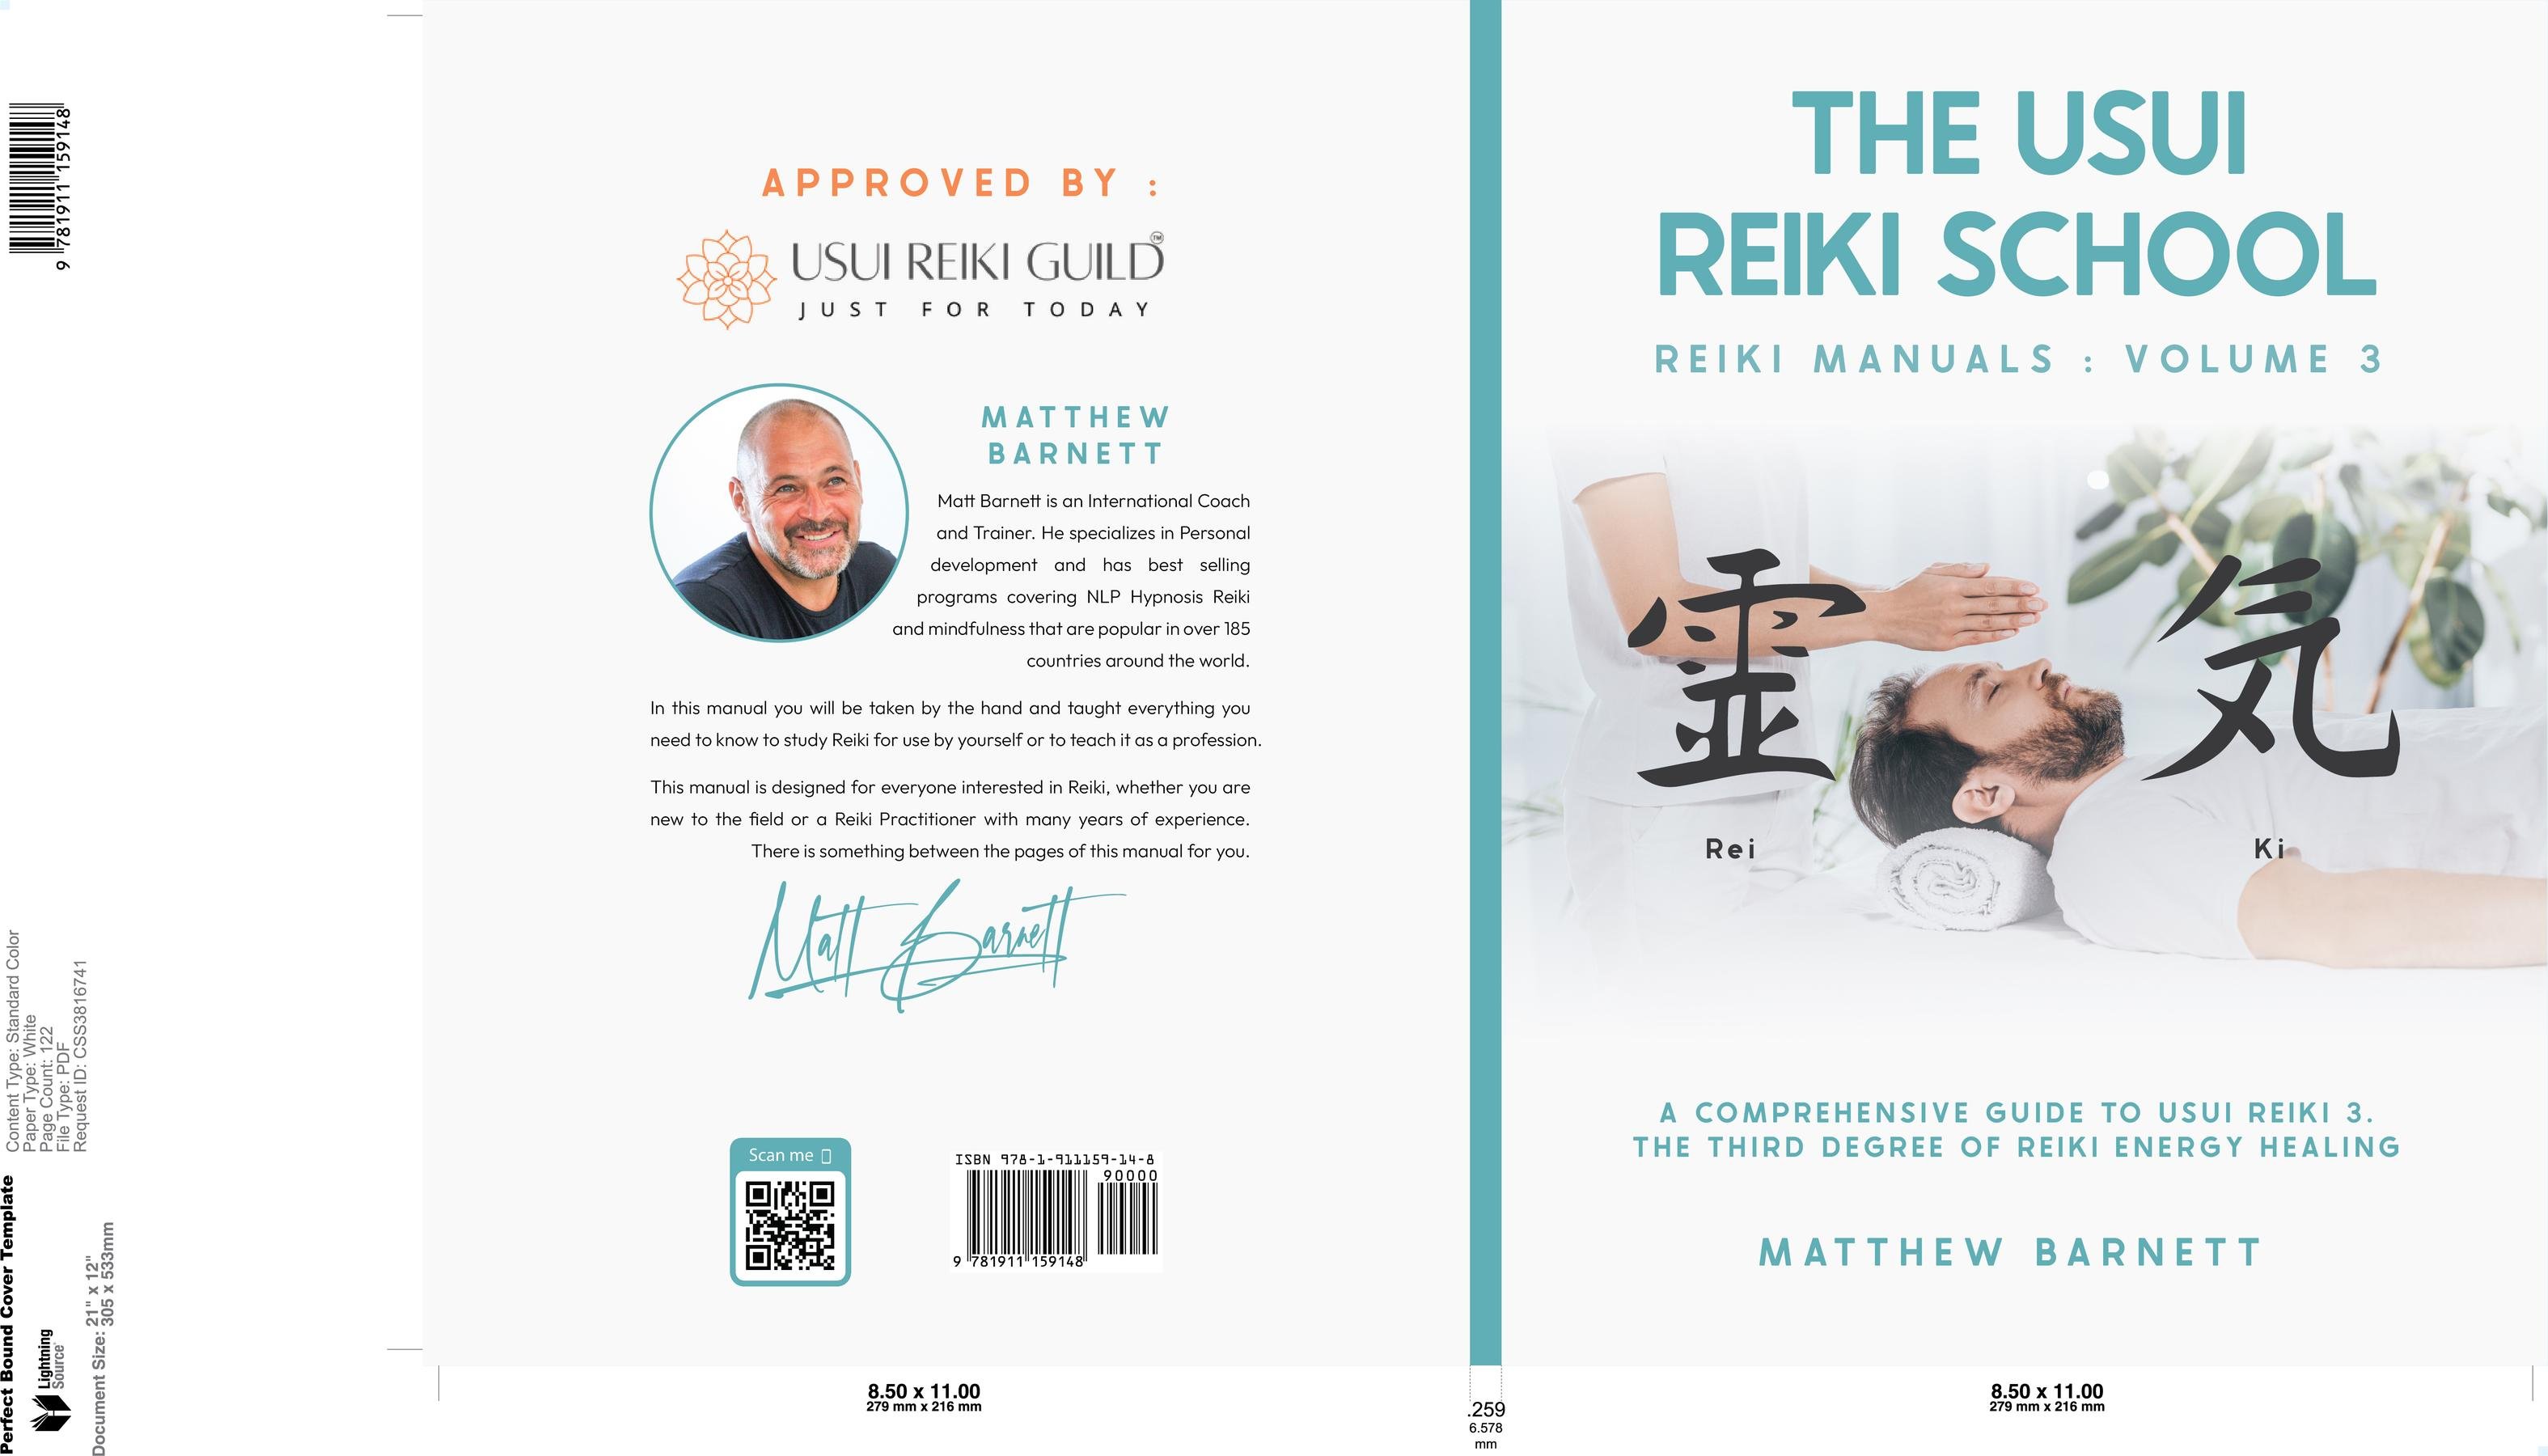 9 781911 159148
Content Type: Standard Color
Paper Type: White
Page Count: 122
File Type: PDF
Request ID: CSS3816741
Perfect Bound Cover Template
Lightning
Source
Document Size: 21" x 12"
305 x 533mm
APPROVED BY :
USUI REIKI GUILD TM
JUST FOR TODAY
MATTHEW
BARNETT
Matt Barnett is an International Coach
and Trainer. He specializes in Personal
development and has best selling
programs covering NLP Hypnosis Reiki
and mindfulness that are popular in over 185
countries around the world.
In this manual you will be taken by the hand and taught everything you
need to know to study Reiki for use by yourself or to teach it as a profession.
This manual is designed for everyone interested in Reiki, whether you are
new to the field or a Reiki Practitioner with many years of experience.
There is something between the pages of this manual for you.
Matt Barnett
Scan me
ISBN 978-1-911159-14-8
90000
9 781911 159148
8.50 x 11.00
279 mm x 216 mm
.259
6.578
mm
THE USUI
REIKI SCHOOL
REIKI MANUALS : VOLUME 3
靈 気
Rei Ki
A COMPREHENSIVE GUIDE TO USUI REIKI 3.
THE THIRD DEGREE OF REIKI ENERGY HEALING
MATTHEW BARNETT
8.50 x 11.00
279 mm x 216 mm